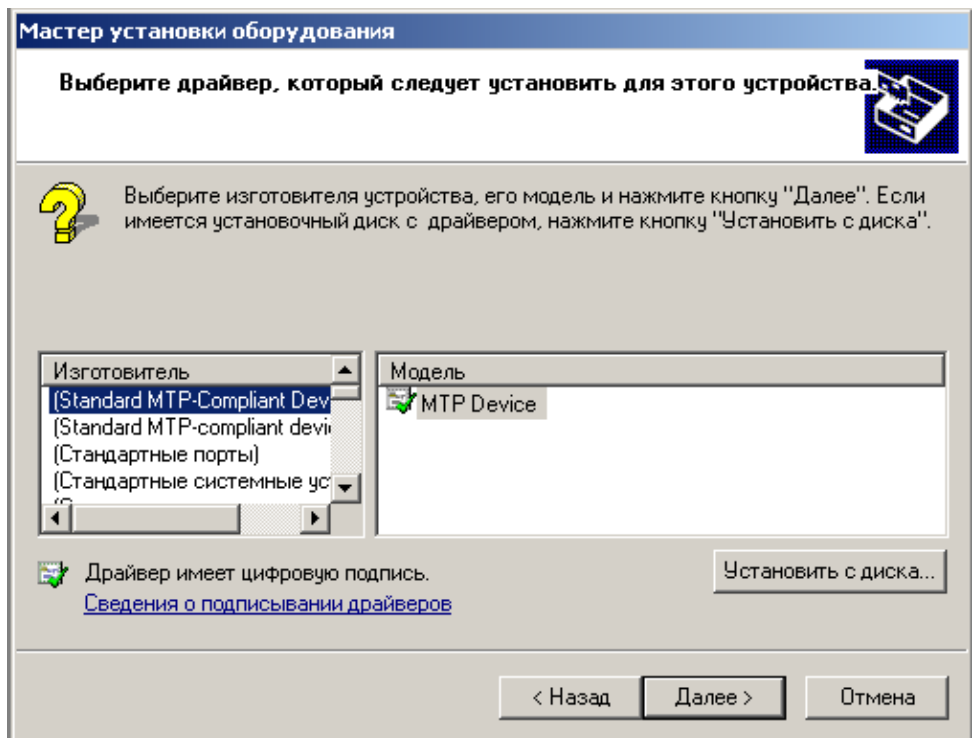 Мастер установки оборудования
Выберите драйвер, который следует установить для этого устройства.
Выберите изготовителя устройства, его модель и нажмите кнопку "Далее". Если
имеется установочный диск с драйвером, нажмите кнопку "Установить с диска".
Изготовитель
(Standard MTP-Compliant Dev
(Standard MTP-compliant devi
(Стандартные порты)
(Стандартные системные ус
Модель
MTP Device
Драйвер имеет цифровую подпись.
Сведения о подписывании драйверов
Установить с диска...
< Назад
Далее >
Отмена